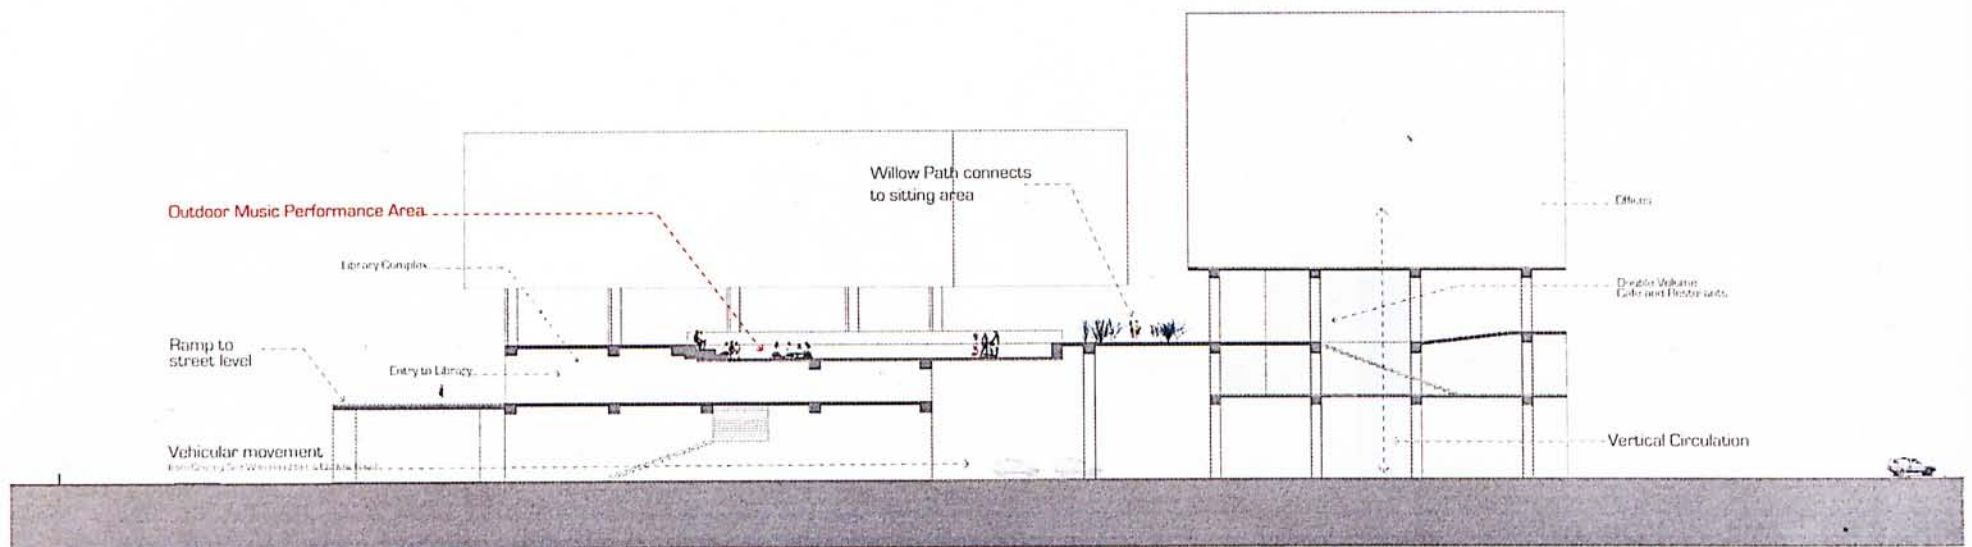 Willow Path connects
to sitting area
Outdoor Music Performance Area
Offices
Library Complex
Double Volume
Cafe and Resturants
Ramp to
street level
Entry to Library
Vehicular movement
Vertical Circulation